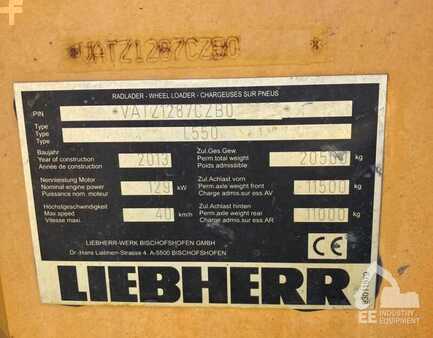 VATZ1287CZB0
RADLADER - WHEEL LOADER - CHARGEUSES SUR PNEUS
PIN VATZ1287CZB0
Type
Type L550
Type
Baujahr
Year of construction 2013
Année de construction
Zul.Ges.Gew.
Perm.total weight 20500 kg
Poids admissible
Nennleistung Motor
Nominal engine power 129 kW
Puissance nom. moteur
Zul.Achlast vorn
Perm.axle weight front 11500 kg
Charge admis.sur ess.AV
Höchstgeschwindigkeit
Max speed 40 km/h
Vitesse maxi.
Zul.Achlast hinten
Perm.axle weight rear 11000 kg
Charge admis.sur ess.AR
LIEBHERR-WERK BISCHOFSHOFEN GMBH
Dr.-Hans Liebherr-Strasse 4, A-5500 BISCHOFSHOFEN
CE
LIEBHERR
EE INDUSTRY
EQUIPMENT